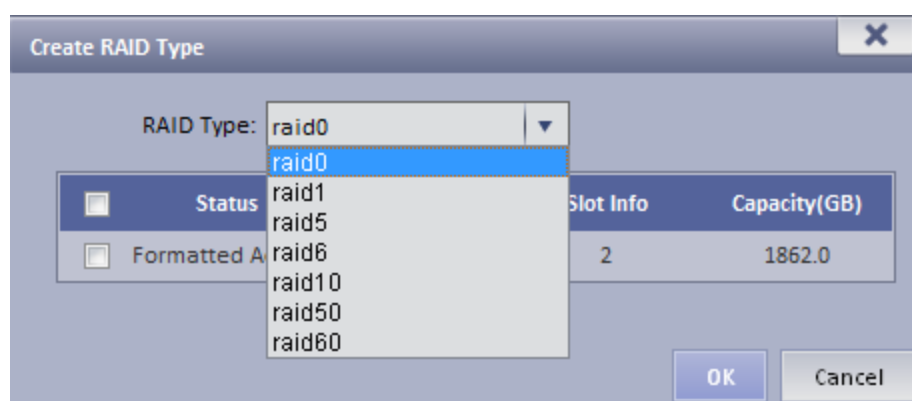 Create RAID Type
RAID Type: raid0
raid0
raid1
raid5
raid6
raid10
raid50
raid60
Status Slot Info Capacity(GB)
Formatted 2 1862.0
OK Cancel